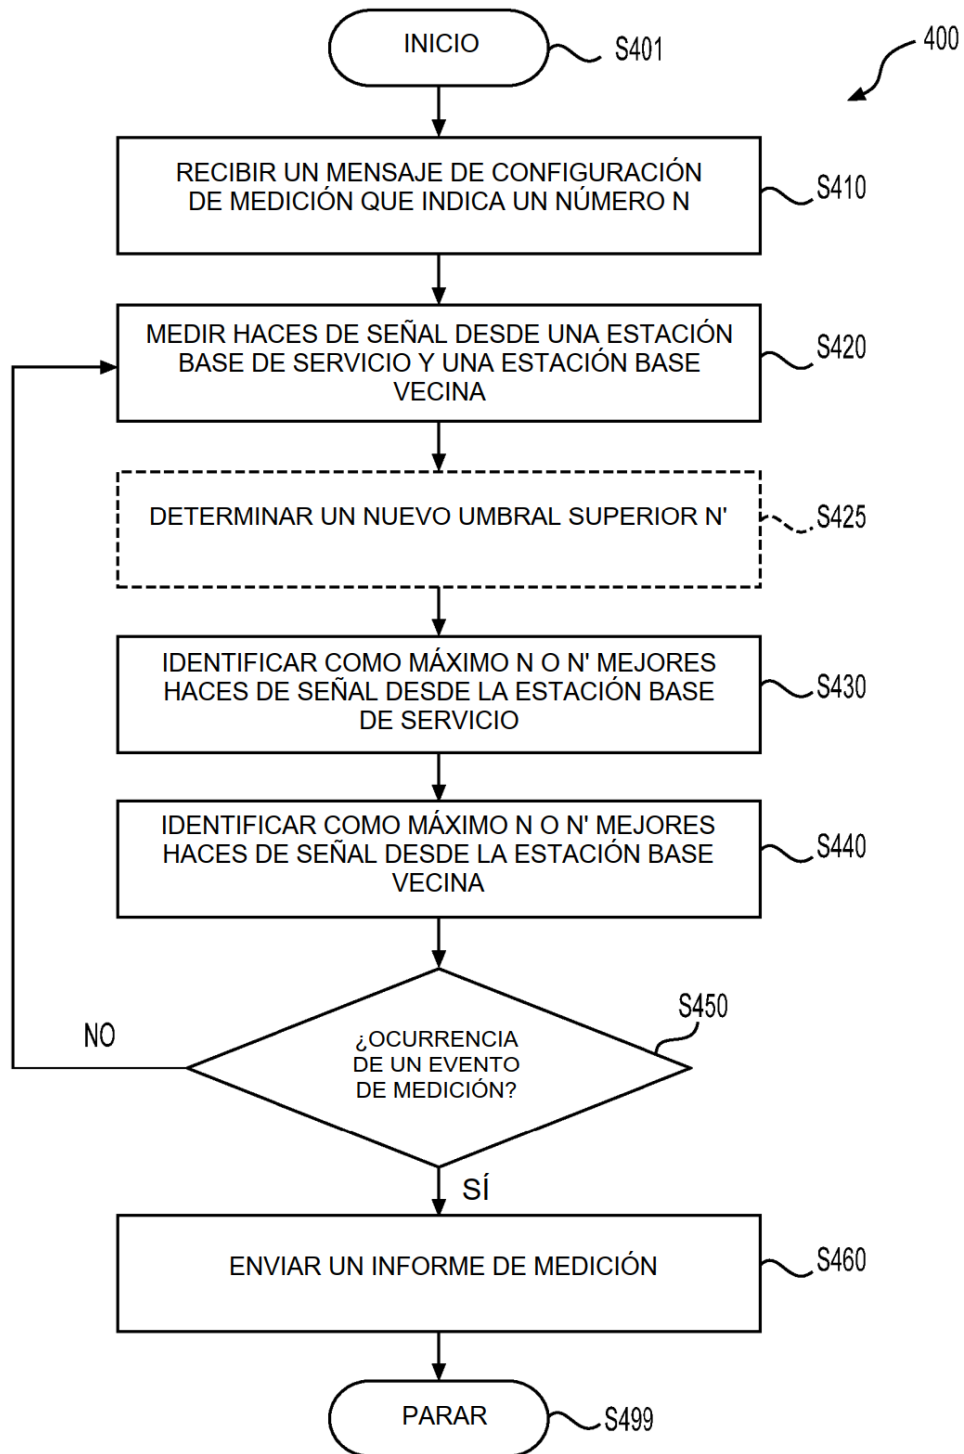 INICIO
S401
400
RECIBIR UN MENSAJE DE CONFIGURACIÓN
DE MEDICIÓN QUE INDICA UN NÚMERO N
S410
MEDIR HACES DE SEÑAL DESDE UNA ESTACIÓN
BASE DE SERVICIO Y UNA ESTACIÓN BASE
VECINA
S420
DETERMINAR UN NUEVO UMBRAL SUPERIOR N'
S425
IDENTIFICAR COMO MÁXIMO N O N' MEJORES
HACES DE SEÑAL DESDE LA ESTACIÓN BASE
DE SERVICIO
S430
IDENTIFICAR COMO MÁXIMO N O N' MEJORES
HACES DE SEÑAL DESDE LA ESTACIÓN BASE
VECINA
S440
NO
¿OCURRENCIA
DE UN EVENTO
DE MEDICIÓN?
S450
SÍ
ENVIAR UN INFORME DE MEDICIÓN
S460
PARAR
S499